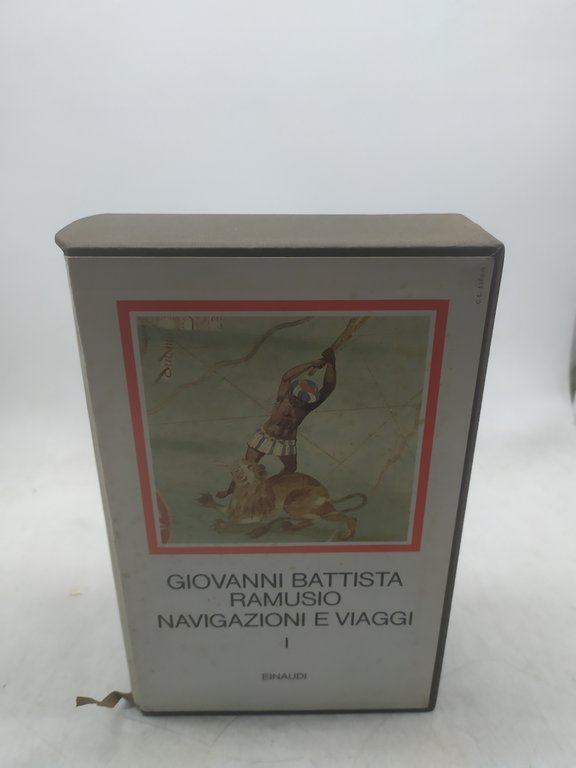 GIOVANNI BATTISTA
RAMUSIO
NAVIGAZIONI E VIAGGI
I
EINAUDI